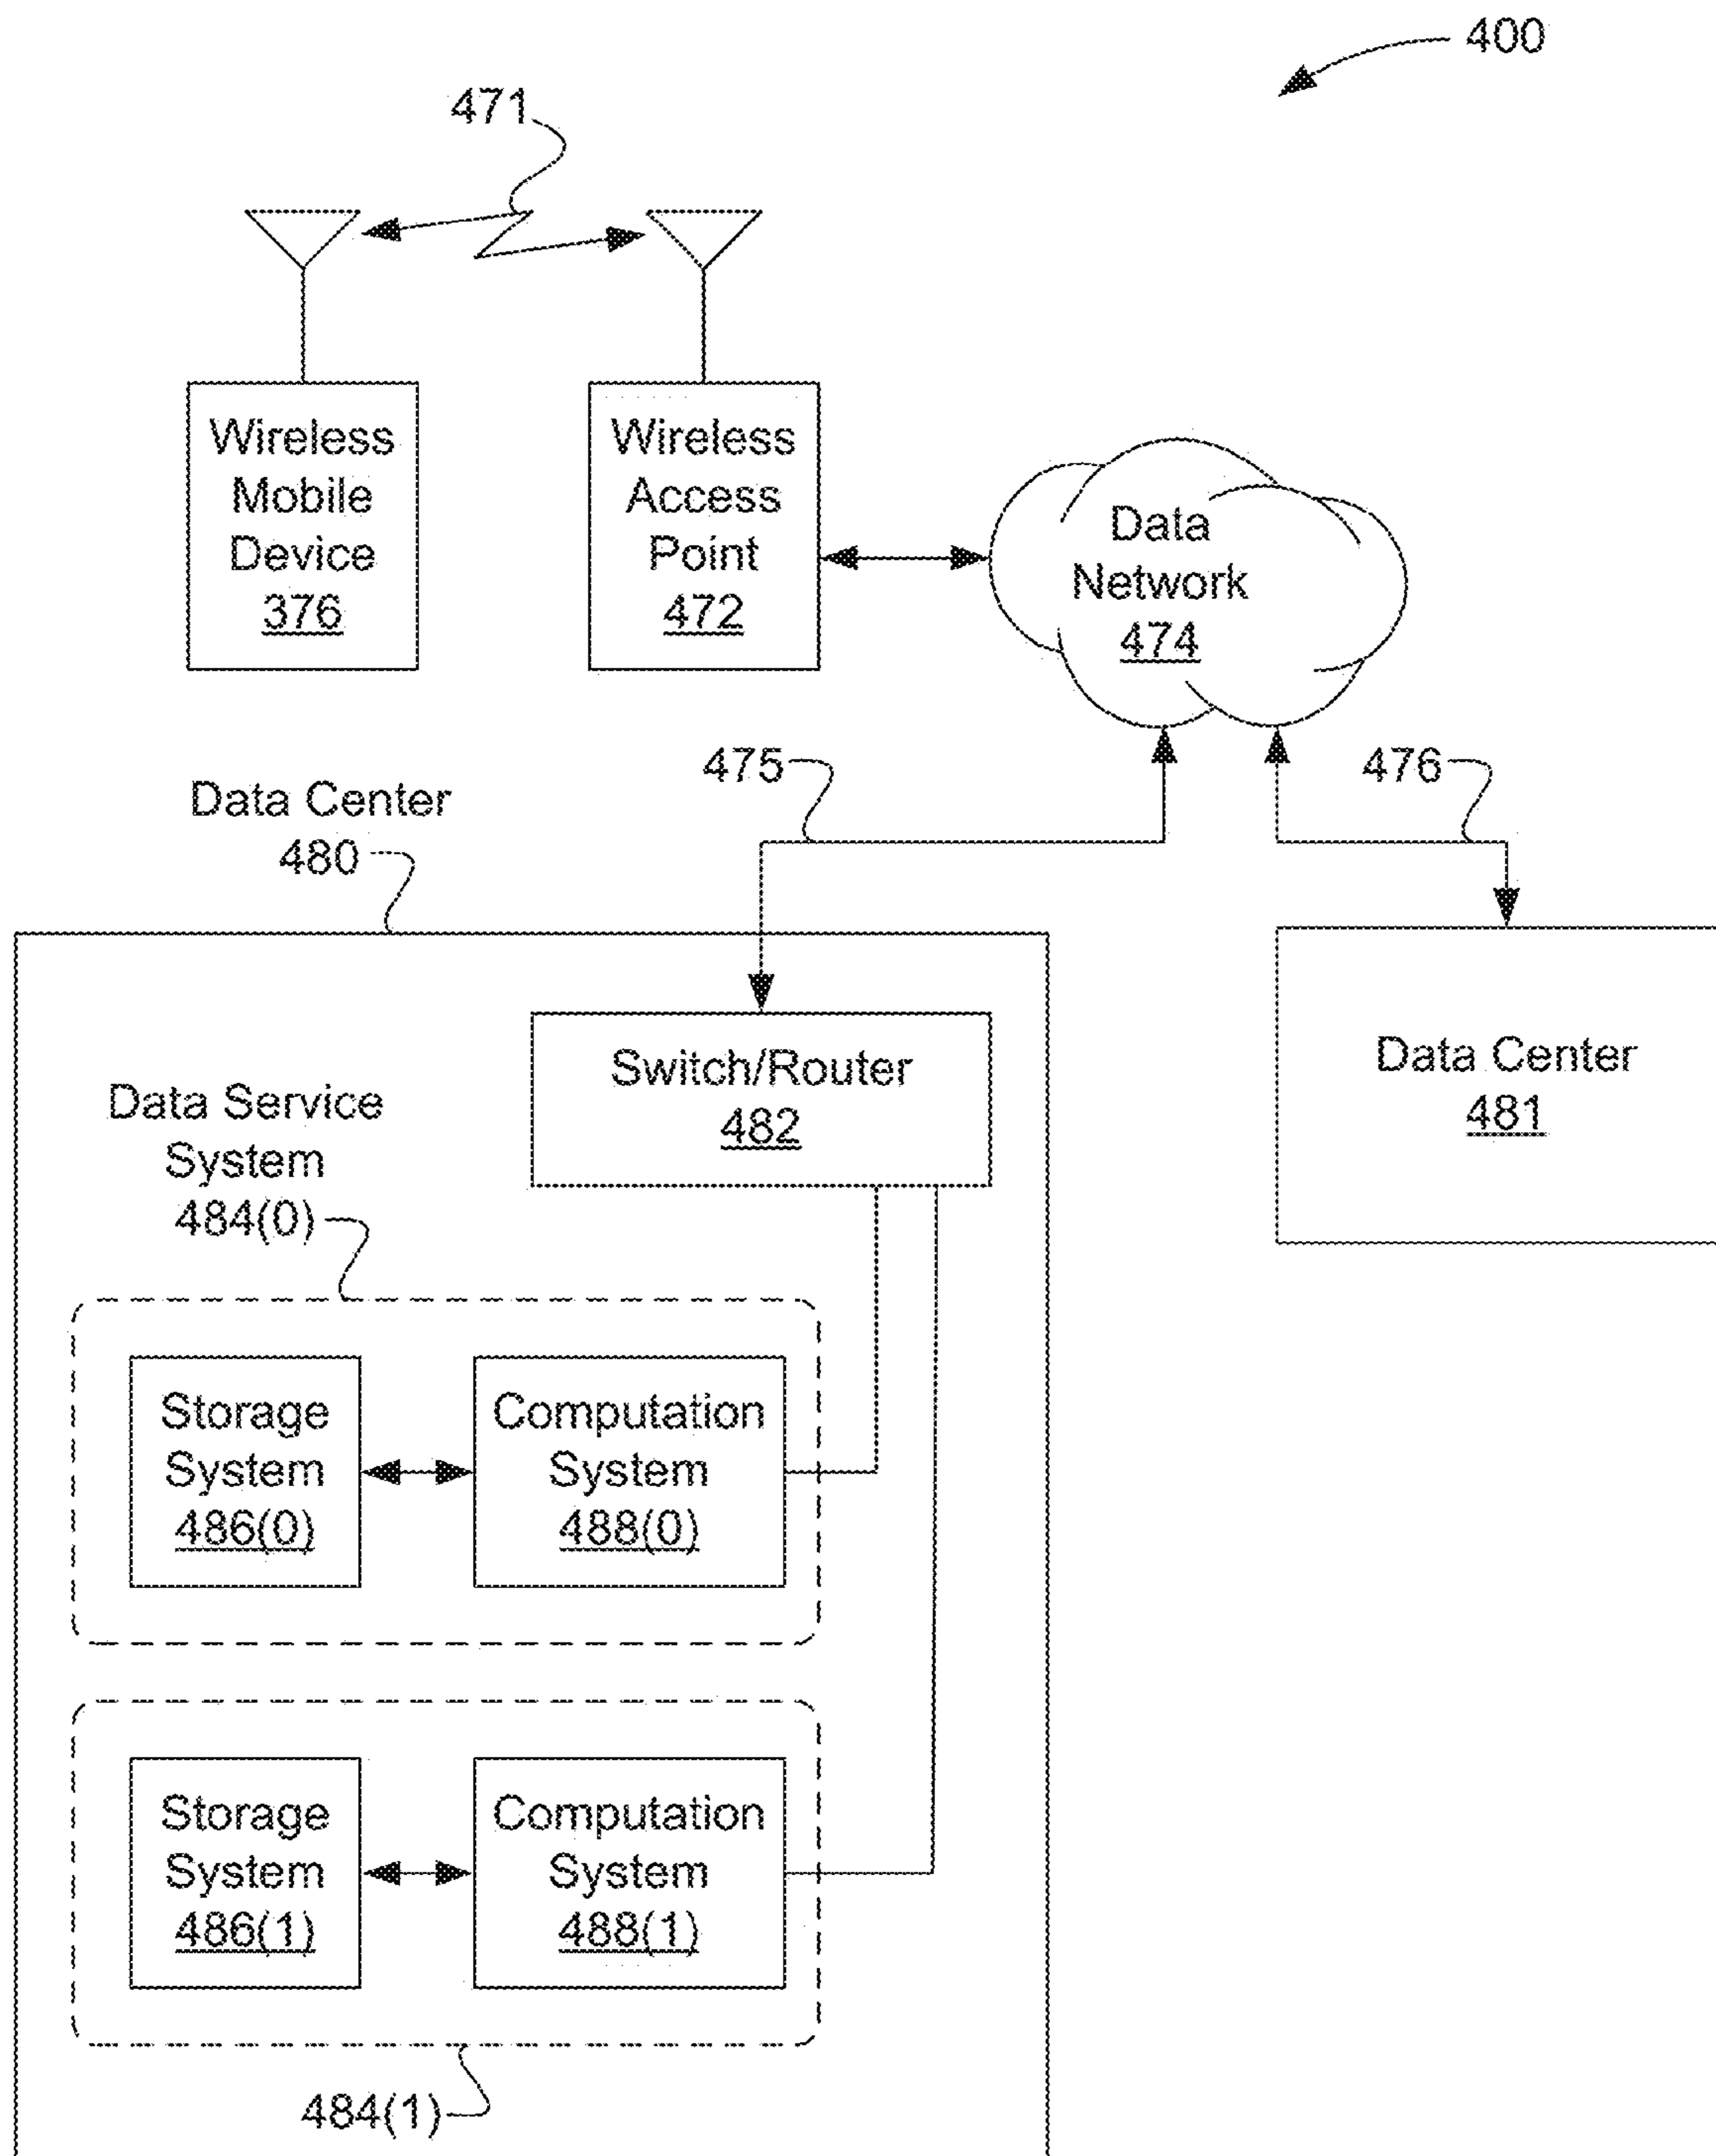 400
471
Wireless
Mobile
Device
376
Wireless
Access
Point
472
Data
Network
474
475
476
Data Center
480
Switch/Router
482
Data Center
481
Data Service
System
484(0)
Storage
System
486(0)
Computation
System
488(0)
Storage
System
486(1)
Computation
System
488(1)
484(1)